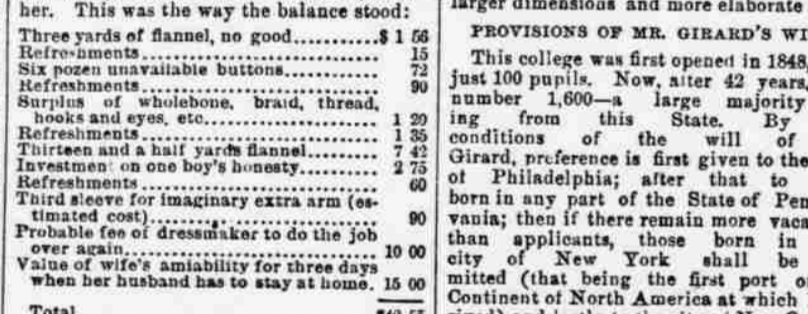 her. This was the way the balance stood:
Three yards of flannel, no good..........$ 1 56
Refreshments.............................. 15
Six pozen unavailable buttons............. 72
Refreshments.............................. 90
Surplus of wholebone, braid, thread,
hooks and eyes, etc..................... 1 20
Refreshments.............................. 1 35
Thirteen and a half yards flannel......... 7 42
Investment on one boy's honesty........... 2 75
Refreshments.............................. 60
Third sleeve for imaginary extra arm (es-
timated cost)........................... 90
Probable fee of dressmaker to do the job
over again.............................. 10 00
Value of wife's amiability for three days
when her husband has to stay at home. 15 00
Total
larger dimensions and more elaborate
PROVISIONS OF MR. GIRARD'S WI
This college was first opened in 1848,
just 100 pupils. Now, after 42 years,
number 1,600—a large majority
ing from this State. By
conditions of the will of
Girard, preference is first given to the
of Philadelphia; after that to
born in any part of the State of Pen
vania; then if there remain more vaca
than applicants, those born in
city of New York shall be
mitted (that being the first port o
Continent of North America at which